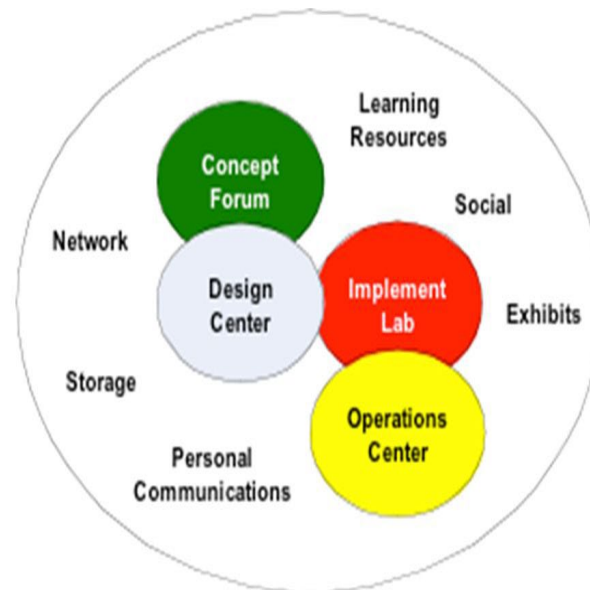 Learning
Resources
Concept
Forum
Social
Network
Design
Center
Implement
Lab
Exhibits
Storage
Operations
Center
Personal
Communications